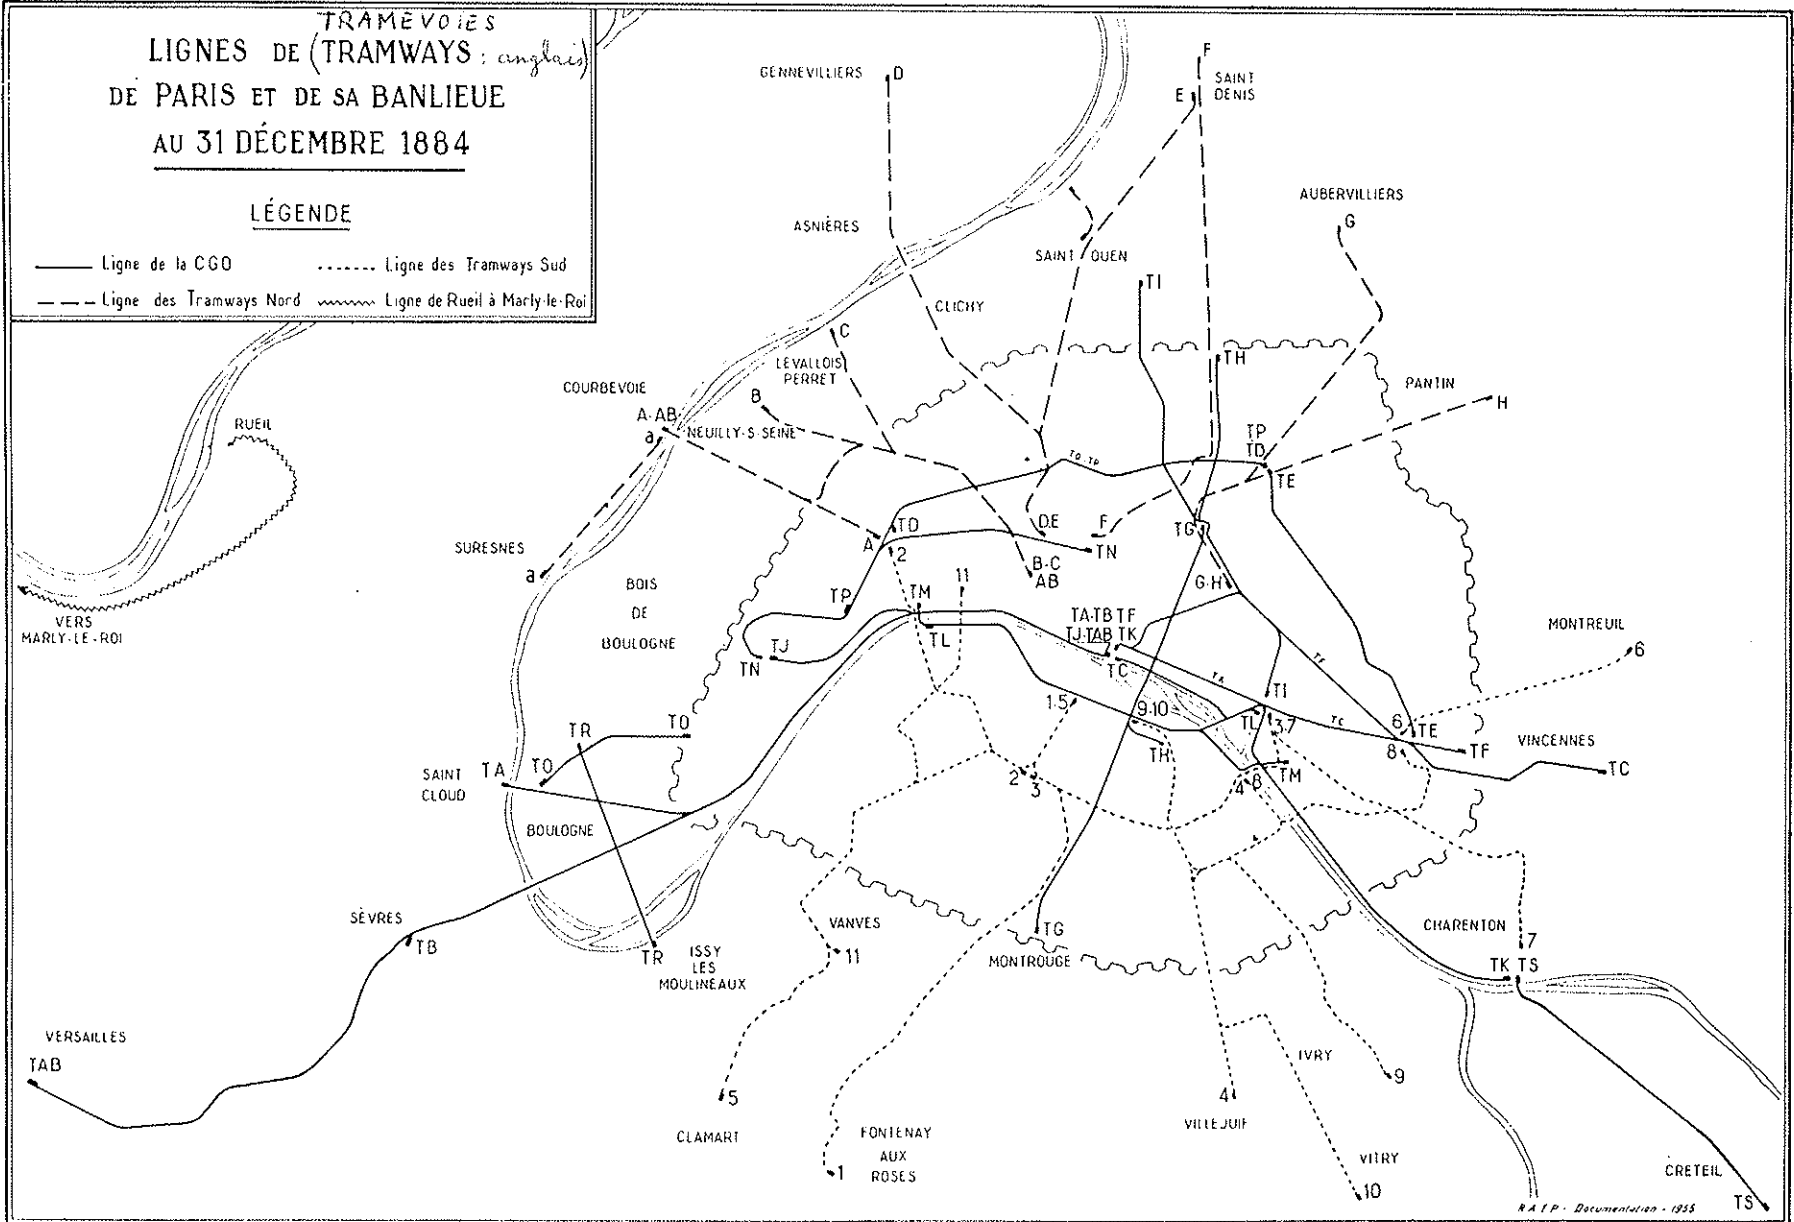 TRAMEVOIES
LIGNES DE (TRAMWAYS : anglais)
DE PARIS ET DE SA BANLIEUE
AU 31 DÉCEMBRE 1884
LÉGENDE
Ligne de la CGO
Ligne des Tramways Sud
Ligne des Tramways Nord
Ligne de Rueil à Marly-le-Roi
GENNEVILLIERS
D
F
SAINT
DENIS
E
AUBERVILLIERS
G
ASNIÈRES
SAINT OUEN
TI
CLICHY
C
LEVALLOIS
PERRET
TH
COURBEVOIE
B
PANTIN
H
A-AB
NEUILLY-S-SEINE
a
RUEIL
TP
TD
TD-TP
TE
TD
A
2
D.E
F
TN
TG
SURESNES
a
B-C
AB
G-H
BOIS
DE
BOULOGNE
11
TM
TP
TL
TA-TB TF
TJ-TAB TK
TC
VERS
MARLY-LE-ROI
TN
TJ
MONTREUIL
6
TF
TK
TI
1-5
9-10
TL
3-7
TC
6
TE
TF
8
VINCENNES
TC
TR
TO
TH
TM
SAINT
CLOUD
TA
TO
2
3
4
8
BOULOGNE
SÈVRES
TB
TR
ISSY
LES
MOULINEAUX
VANVES
11
TG
MONTROUGE
CHARENTON
7
TK
TS
VERSAILLES
TAB
IVRY
9
5
CLAMART
4
VILLEJUIF
FONTENAY
AUX
ROSES
1
VITRY
10
CRETEIL
TS
R A T P - Documentation - 1955